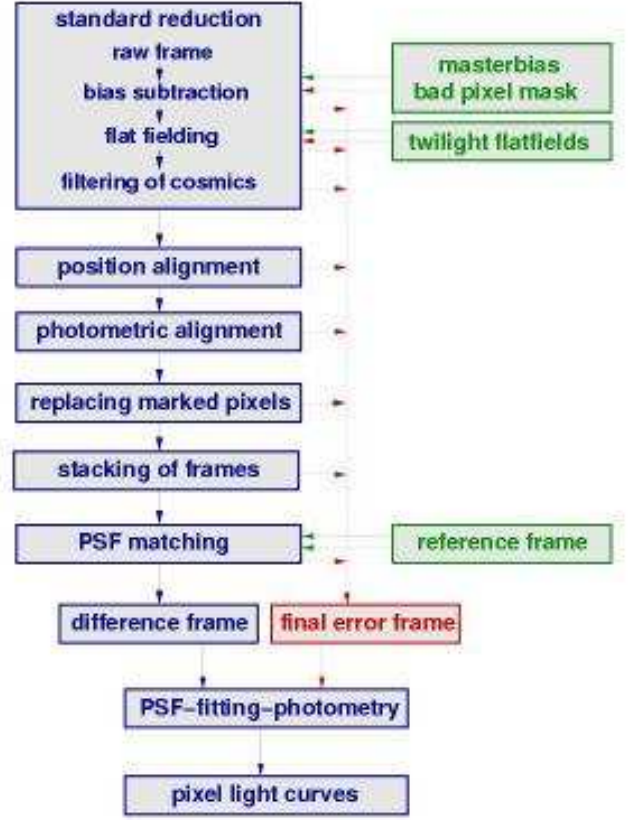 standard reduction
raw frame
bias subtraction
flat fielding
filtering of cosmics
masterbias
bad pixel mask
twilight flatfields
position alignment
photometric alignment
replacing marked pixels
stacking of frames
PSF matching
reference frame
difference frame
final error frame
PSF-fitting-photometry
pixel light curves